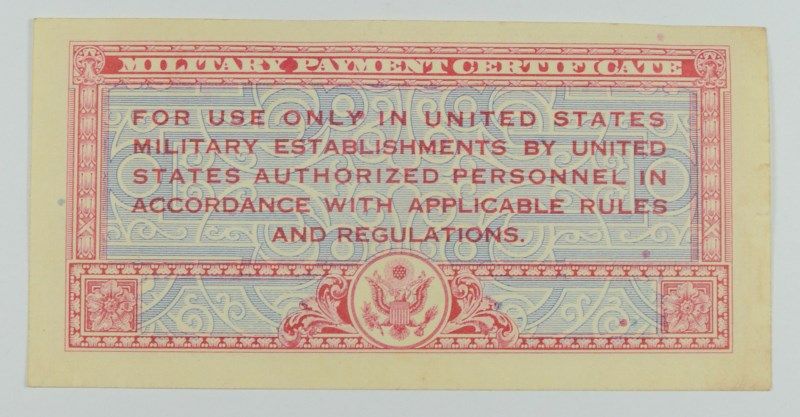 MILITARY PAYMENT CERTIFICATE
FOR USE ONLY IN UNITED STATES
MILITARY ESTABLISHMENTS BY UNITED
STATES AUTHORIZED PERSONNEL IN
ACCORDANCE WITH APPLICABLE RULES
AND REGULATIONS.